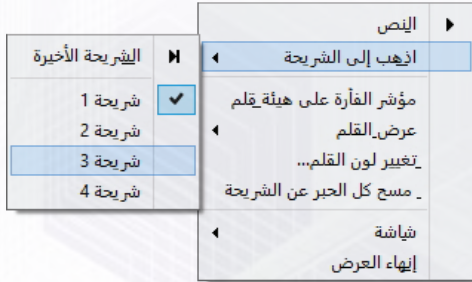 النص
اذهب إلى الشريحة
مؤشر الفأرة على هيئة قلم
عرض القلم
تغيير لون القلم...
مسح كل الحبر عن الشريحة
شاشة
إنهاء العرض
الشريحة الأخيرة
شريحة 1
شريحة 2
شريحة 3
شريحة 4